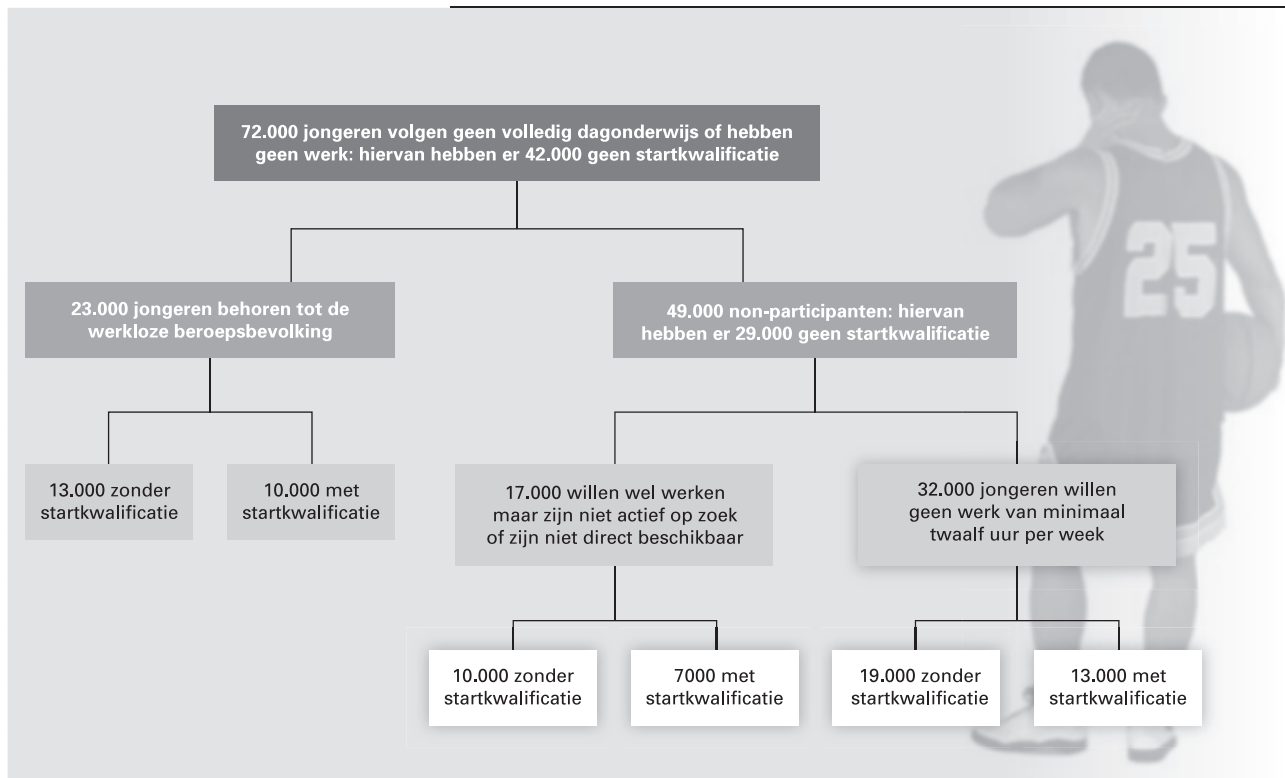 72.000 jongeren volgen geen volledig dagonderwijs of hebben
geen werk: hiervan hebben er 42.000 geen startkwalificatie
23.000 jongeren behoren tot de
werkloze beroepsbevolking
49.000 non-participanten: hiervan
hebben er 29.000 geen startkwalificatie
13.000 zonder
startkwalificatie
10.000 met
startkwalificatie
17.000 willen wel werken
maar zijn niet actief op zoek
of zijn niet direct beschikbaar
32.000 jongeren willen
geen werk van minimaal
twaalf uur per week
10.000 zonder
startkwalificatie
7000 met
startkwalificatie
19.000 zonder
startkwalificatie
13.000 met
startkwalificatie
25